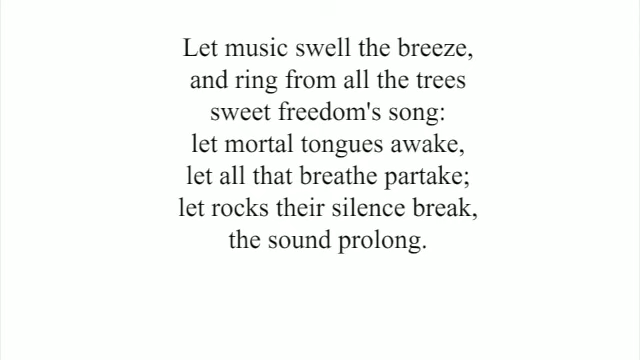 Let music swell the breeze,
and ring from all the trees
sweet freedom's song:
let mortal tongues awake,
let all that breathe partake;
let rocks their silence break,
the sound prolong.